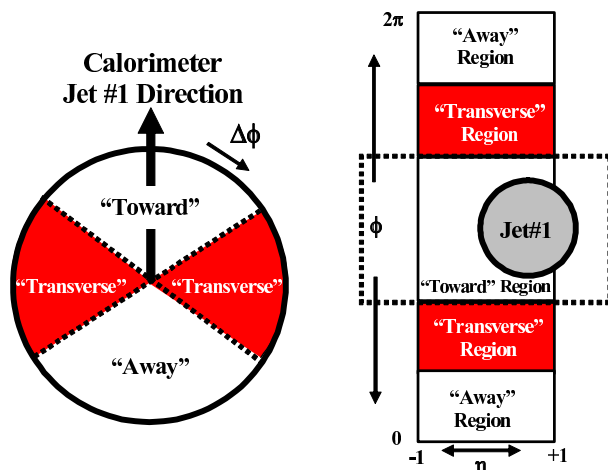 Calorimeter
Jet #1 Direction
Δϕ
“Toward”
“Transverse”
“Transverse”
“Away”
2π
“Away”
Region
“Transverse”
Region
ϕ
Jet#1
“Toward” Region
“Transverse”
Region
“Away”
Region
0
-1
η
+1